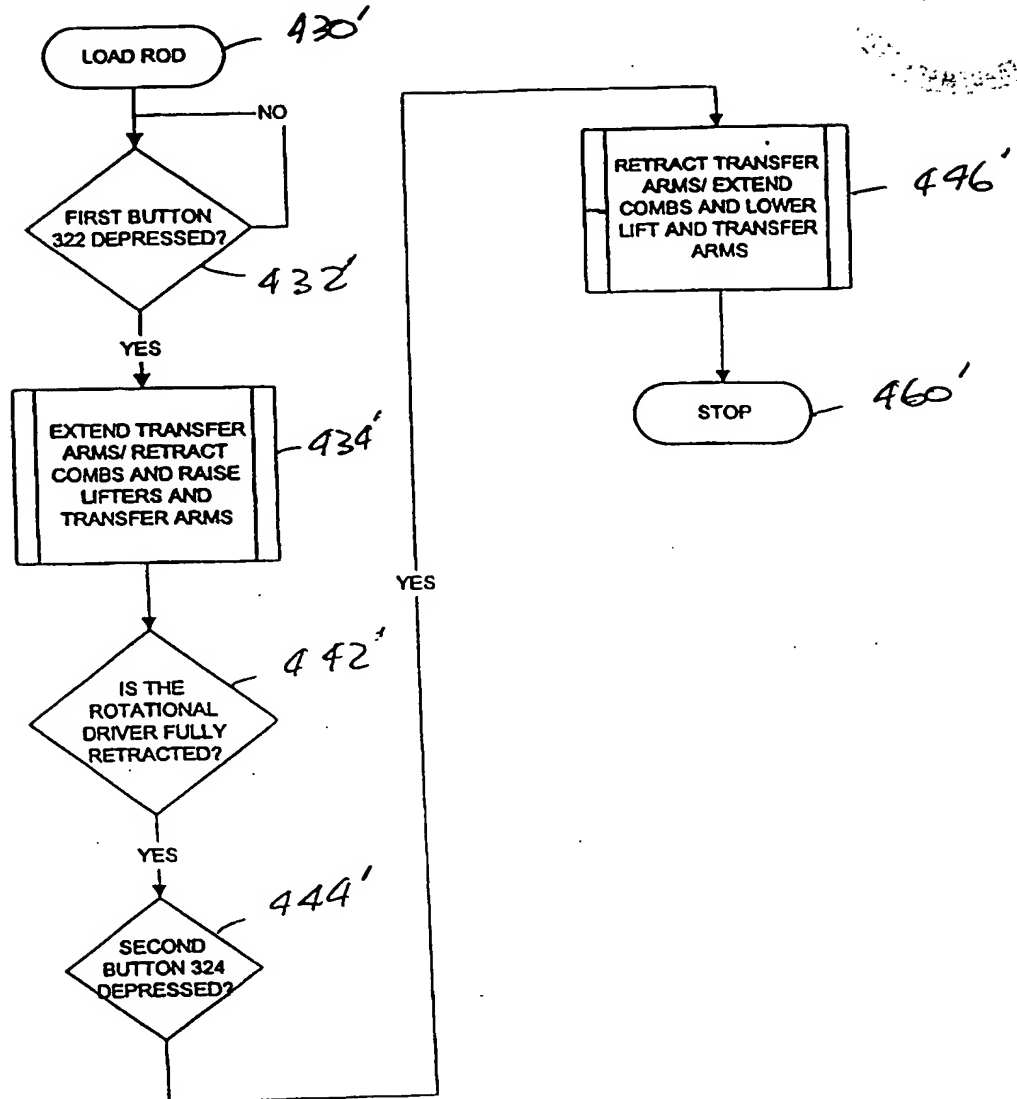 430'
LOAD ROD
NO
FIRST BUTTON
322 DEPRESSED?
432'
YES
EXTEND TRANSFER
ARMS/ RETRACT
COMBS AND RAISE
LIFTERS AND
TRANSFER ARMS
434'
442'
IS THE
ROTATIONAL
DRIVER FULLY
RETRACTED?
YES
444'
SECOND
BUTTON 324
DEPRESSED?
YES
RETRACT TRANSFER
ARMS/ EXTEND
COMBS AND LOWER
LIFT AND TRANSFER
ARMS
446'
STOP
460'